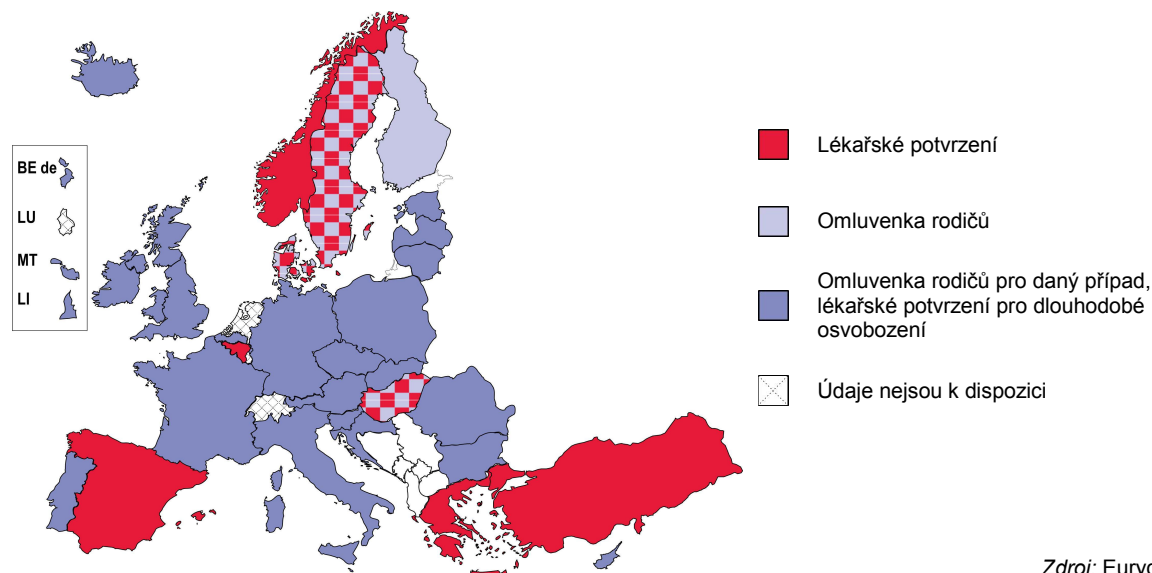 BE de
LU
MT
LI
Lékařské potvrzení
Omluvenka rodičů
Omluvenka rodičů pro daný případ,
lékařské potvrzení pro dlouhodobé
osvobození
Údaje nejsou k dispozici
Zdroj: